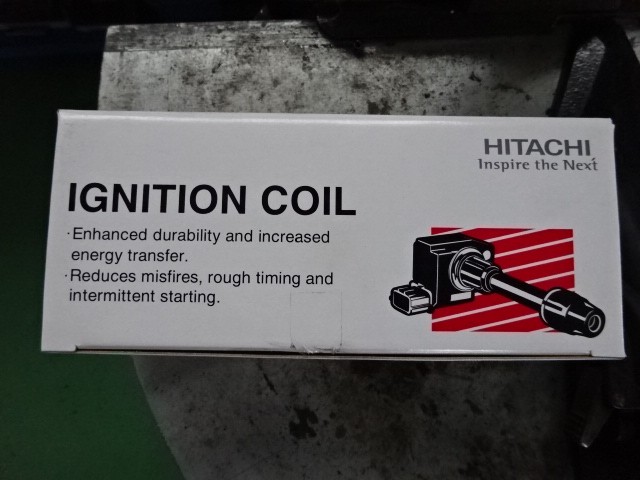 HITACHI
Inspire the Next
IGNITION COIL
·Enhanced durability and increased
energy transfer.
·Reduces misfires, rough timing and
intermittent starting.